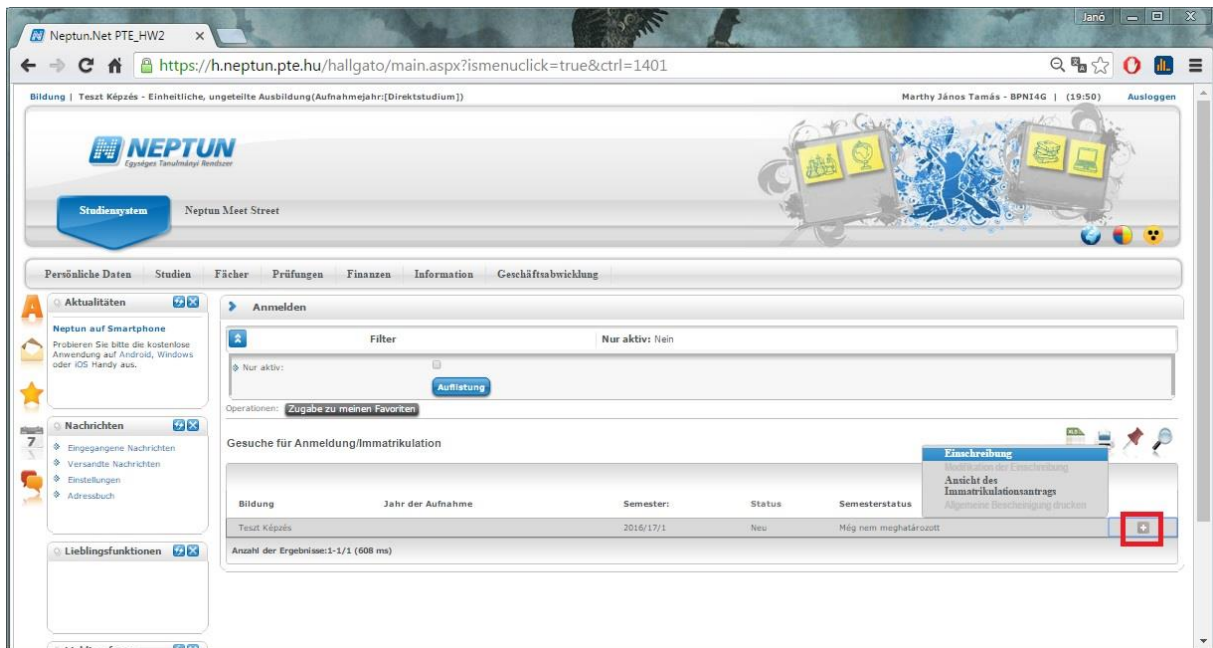 Janó
Neptun.Net PTE_HW2
https://h.neptun.pte.hu/hallgato/main.aspx?ismenuclick=true&ctrl=1401
Bildung | Teszt Képzés - Einheitliche, ungeteilte Ausbildung(Aufnahmejahr:[Direktstudium])
Marthy János Tamás - BPNI4G | (19:50) Ausloggen
NEPTUN
Egységes Tanulmányi Rendszer
Studiensystem Neptun Meet Street
Persönliche Daten Studien Fächer Prüfungen Finanzen Information Geschäftsabwicklung
Aktualitäten
Neptun auf Smartphone
Probieren Sie bitte die kostenlose
Anwendung auf Android, Windows
oder iOS Handy aus.
Nachrichten
7
Eingegangene Nachrichten
Versandte Nachrichten
Einstellungen
Adressbuch
Lieblingsfunktionen
Anmelden
Filter Nur aktiv: Nein
Nur aktiv:
Auflistung
Operationen: Zugabe zu meinen Favoriten
Gesuche für Anmeldung/Immatrikulation
Einschreibung
Modifikation der Einschreibung
Ansicht des
Immatrikulationsantrags
Allgemeine Bescheinigung drucken
Bildung Jahr der Aufnahme Semester: Status Semesterstatus
Teszt Képzés 2016/17/1 Neu Még nem meghatározott
Anzahl der Ergebnisse:1-1/1 (608 ms)